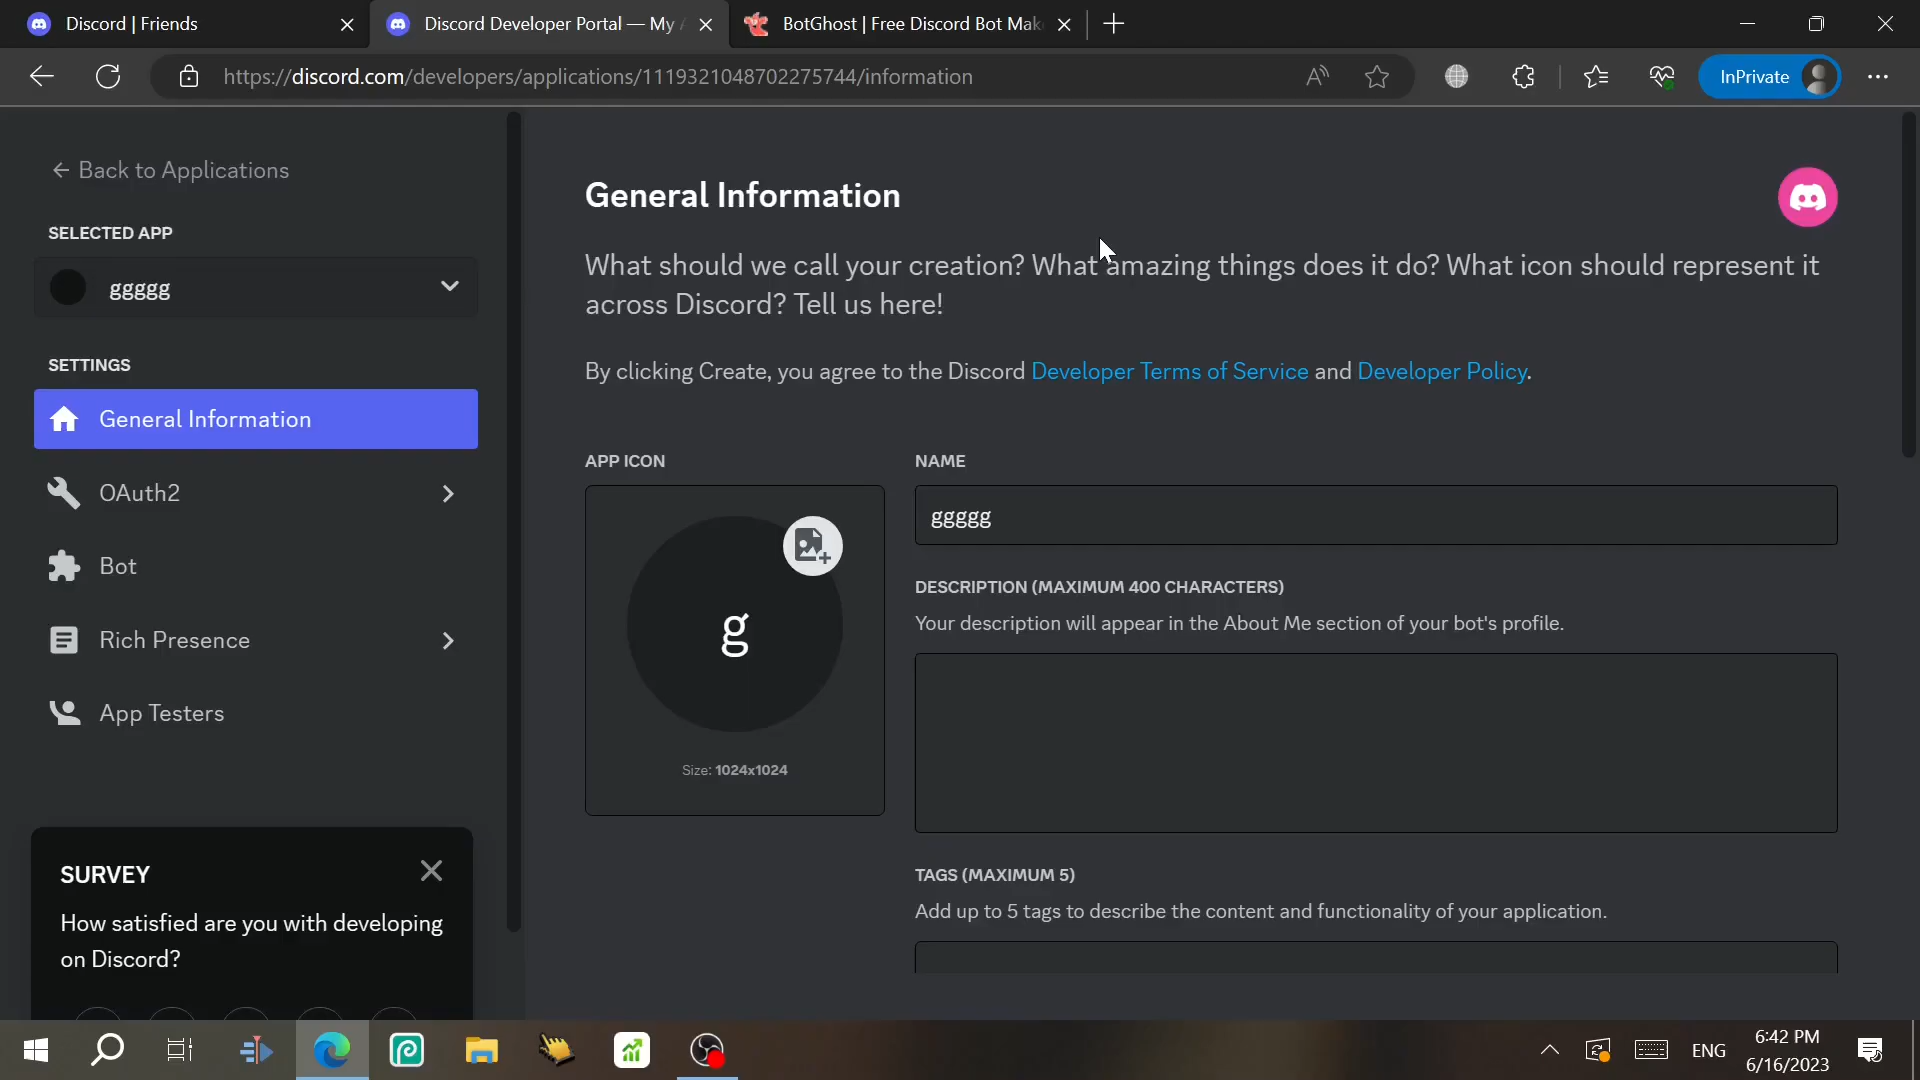 Discord | Friends
Discord Developer Portal — My
BotGhost | Free Discord Bot Mak
https://discord.com/developers/applications/1119321048702275744/information
InPrivate
← Back to Applications
SELECTED APP
ggggg
SETTINGS
General Information
OAuth2
Bot
Rich Presence
App Testers
SURVEY
How satisfied are you with developing
on Discord?
General Information
What should we call your creation? What amazing things does it do? What icon should represent it
across Discord? Tell us here!
By clicking Create, you agree to the Discord Developer Terms of Service and Developer Policy.
APP ICON
g
Size: 1024x1024
NAME
ggggg
DESCRIPTION (MAXIMUM 400 CHARACTERS)
Your description will appear in the About Me section of your bot's profile.
TAGS (MAXIMUM 5)
Add up to 5 tags to describe the content and functionality of your application.
ENG
6:42 PM
6/16/2023